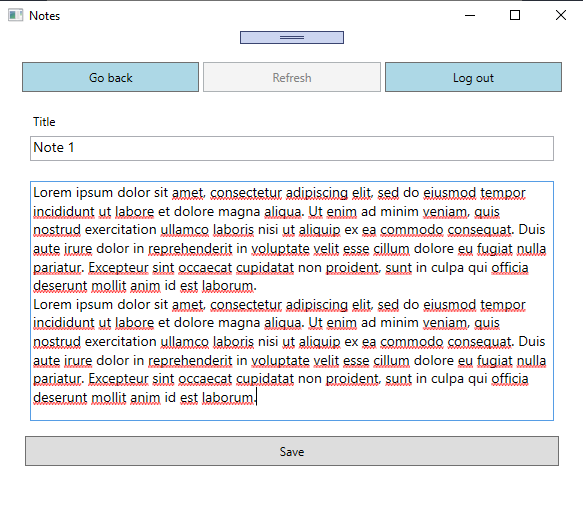 Notes
Go back Refresh Log out
Title
Note 1
Lorem ipsum dolor sit amet, consectetur adipiscing elit, sed do eiusmod tempor
incididunt ut labore et dolore magna aliqua. Ut enim ad minim veniam, quis
nostrud exercitation ullamco laboris nisi ut aliquip ex ea commodo consequat. Duis
aute irure dolor in reprehenderit in voluptate velit esse cillum dolore eu fugiat nulla
pariatur. Excepteur sint occaecat cupidatat non proident, sunt in culpa qui officia
deserunt mollit anim id est laborum.
Lorem ipsum dolor sit amet, consectetur adipiscing elit, sed do eiusmod tempor
incididunt ut labore et dolore magna aliqua. Ut enim ad minim veniam, quis
nostrud exercitation ullamco laboris nisi ut aliquip ex ea commodo consequat. Duis
aute irure dolor in reprehenderit in voluptate velit esse cillum dolore eu fugiat nulla
pariatur. Excepteur sint occaecat cupidatat non proident, sunt in culpa qui officia
deserunt mollit anim id est laborum.
Save